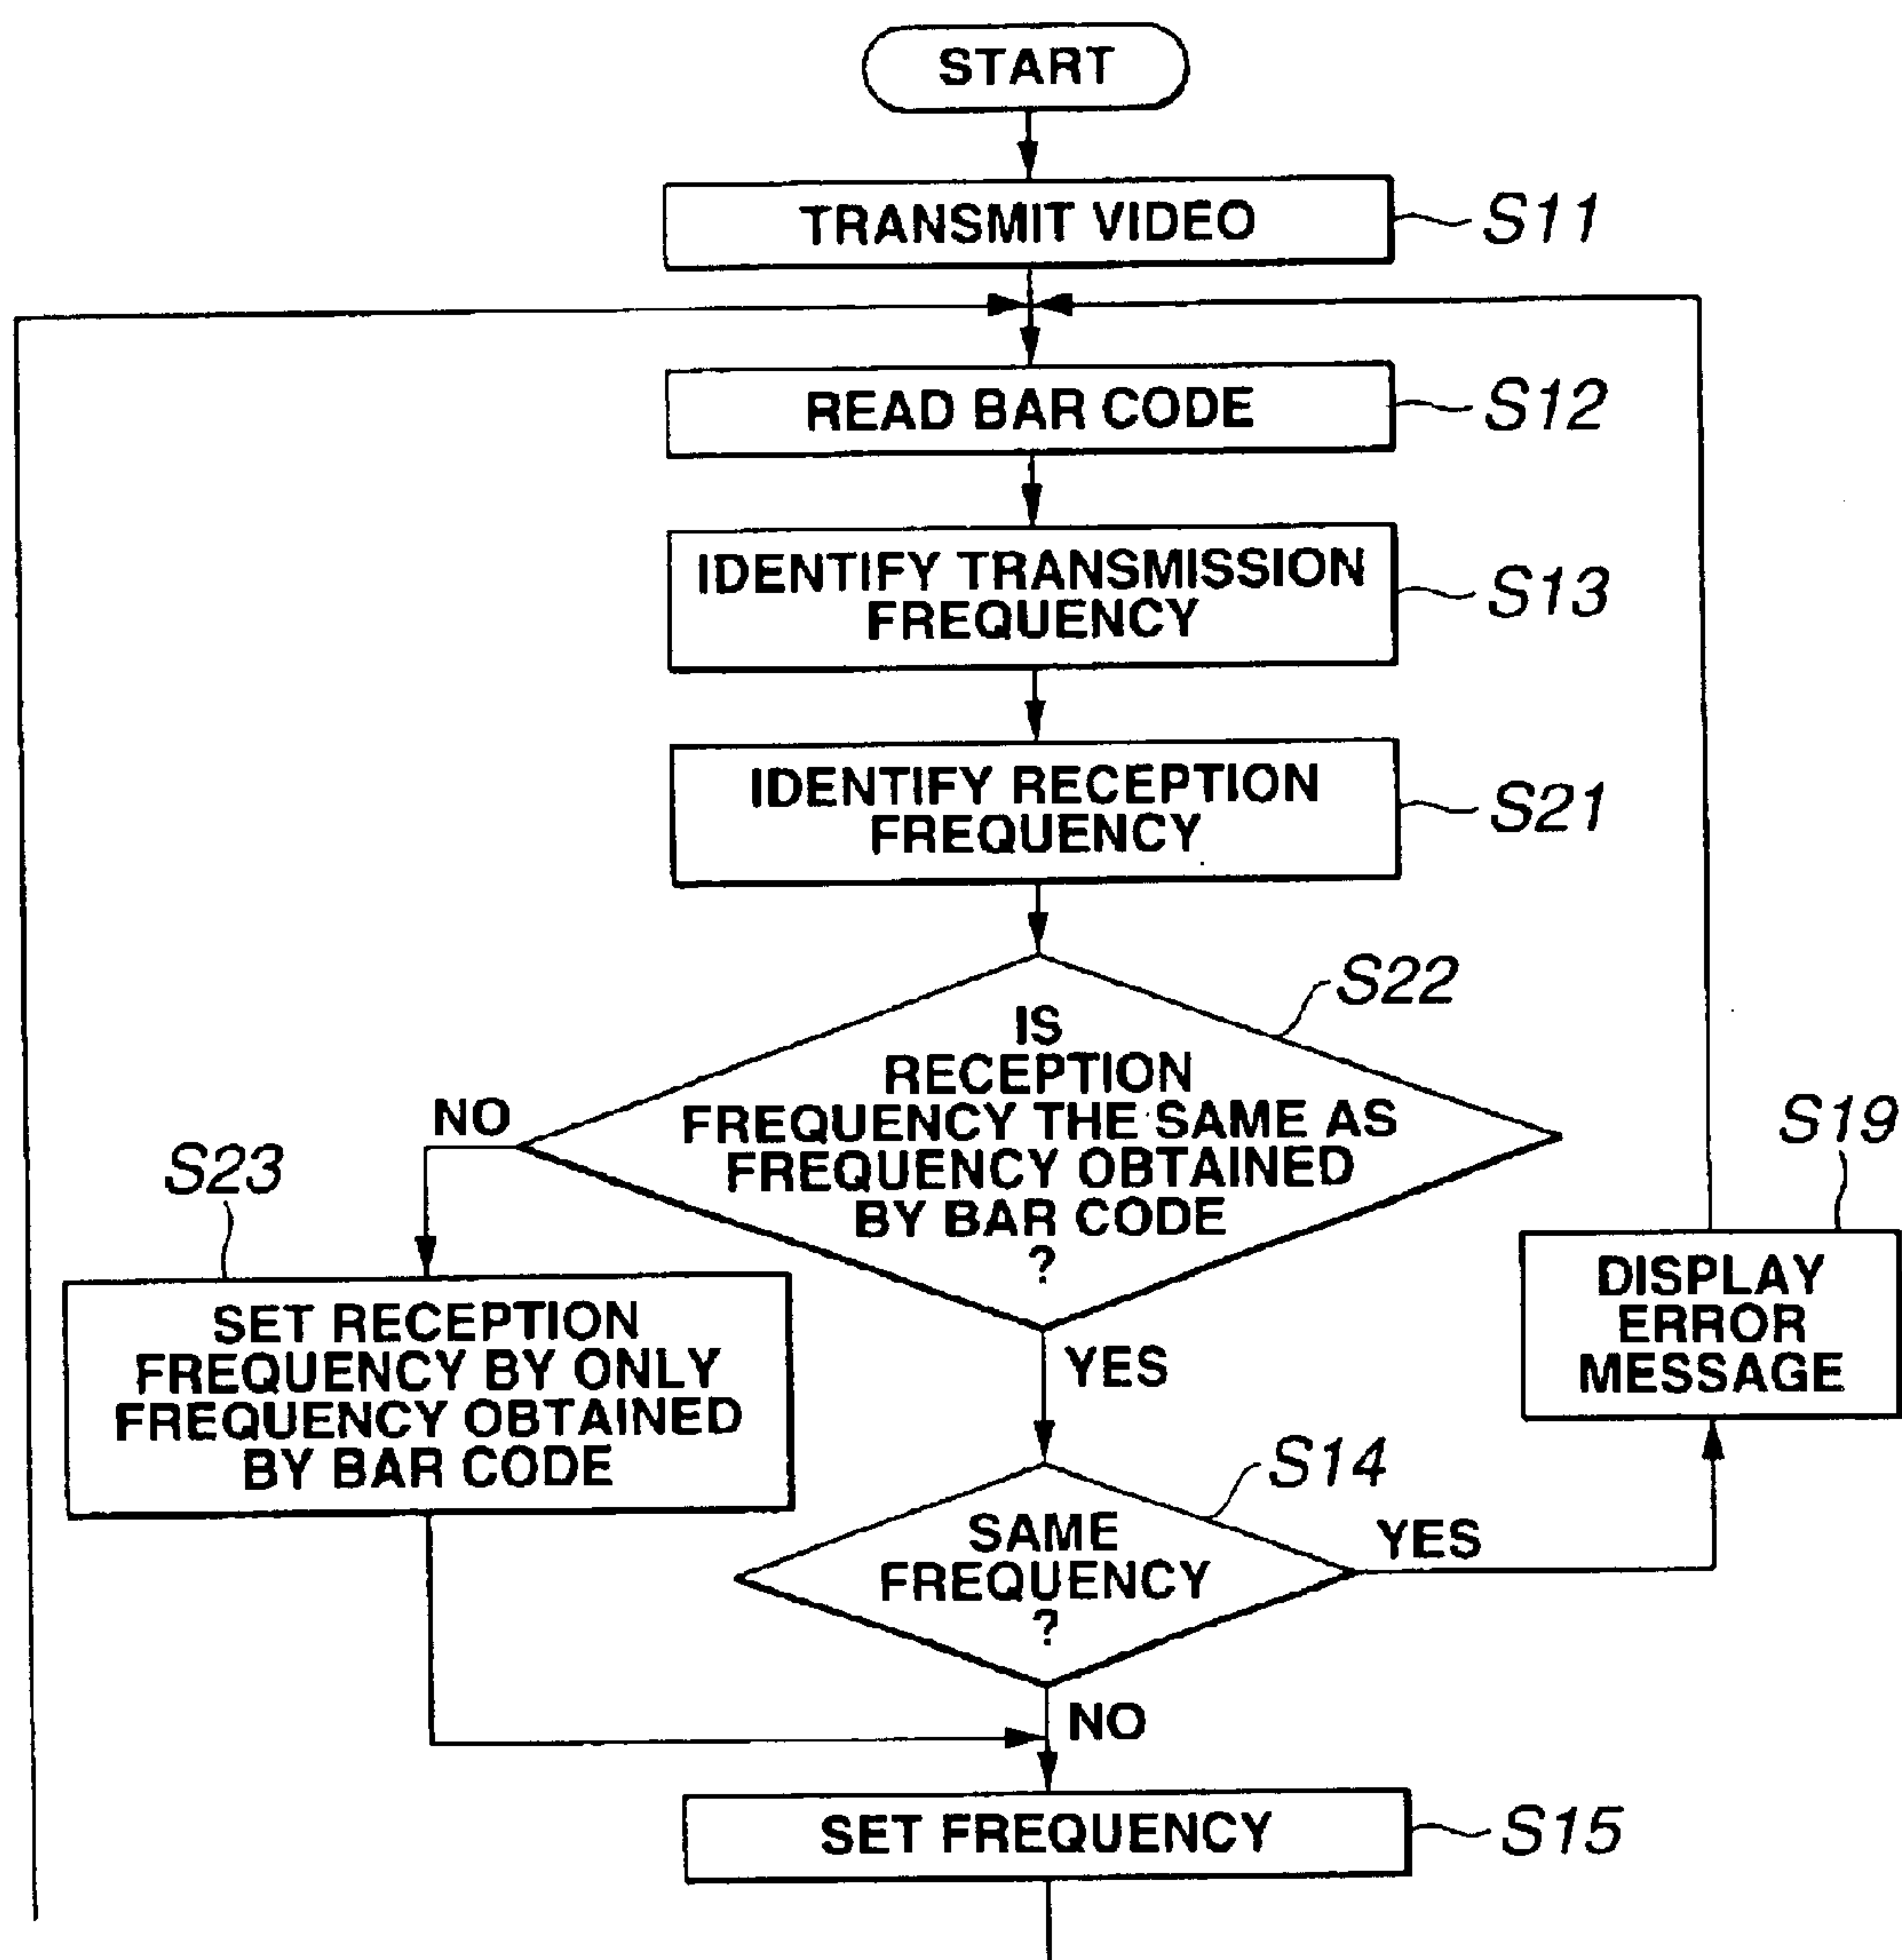 START
TRANSMIT VIDEO
S11
READ BAR CODE
S12
IDENTIFY TRANSMISSION
FREQUENCY
S13
IDENTIFY RECEPTION
FREQUENCY
S21
IS
RECEPTION
FREQUENCY THE SAME AS
FREQUENCY OBTAINED
BY BAR CODE
?
S22
NO
S23
SET RECEPTION
FREQUENCY BY ONLY
FREQUENCY OBTAINED
BY BAR CODE
YES
S19
DISPLAY
ERROR
MESSAGE
S14
SAME
FREQUENCY
?
YES
NO
SET FREQUENCY
S15